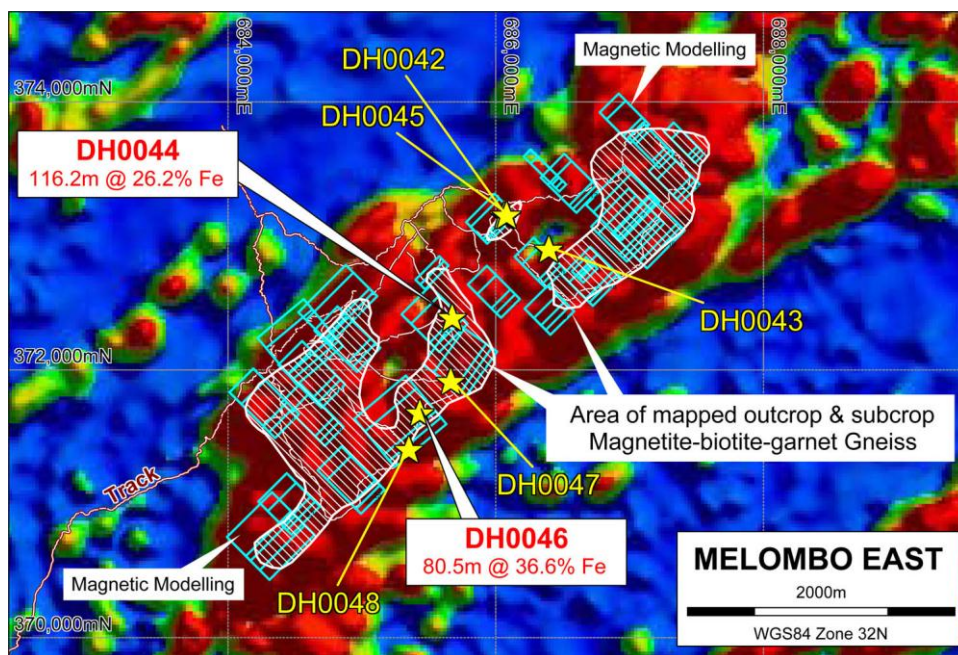 684,000mE
686,000mE
688,000mE
Magnetic Modelling
DH0042
374,000mN
DH0045
DH0044
116.2m @ 26.2% Fe
DH0043
372,000mN
Area of mapped outcrop & subcrop
Magnetite-biotite-garnet Gneiss
Track
DH0047
DH0046
80.5m @ 36.6% Fe
Magnetic Modelling
DH0048
MELOMBO EAST
2000m
WGS84 Zone 32N
370,000mN